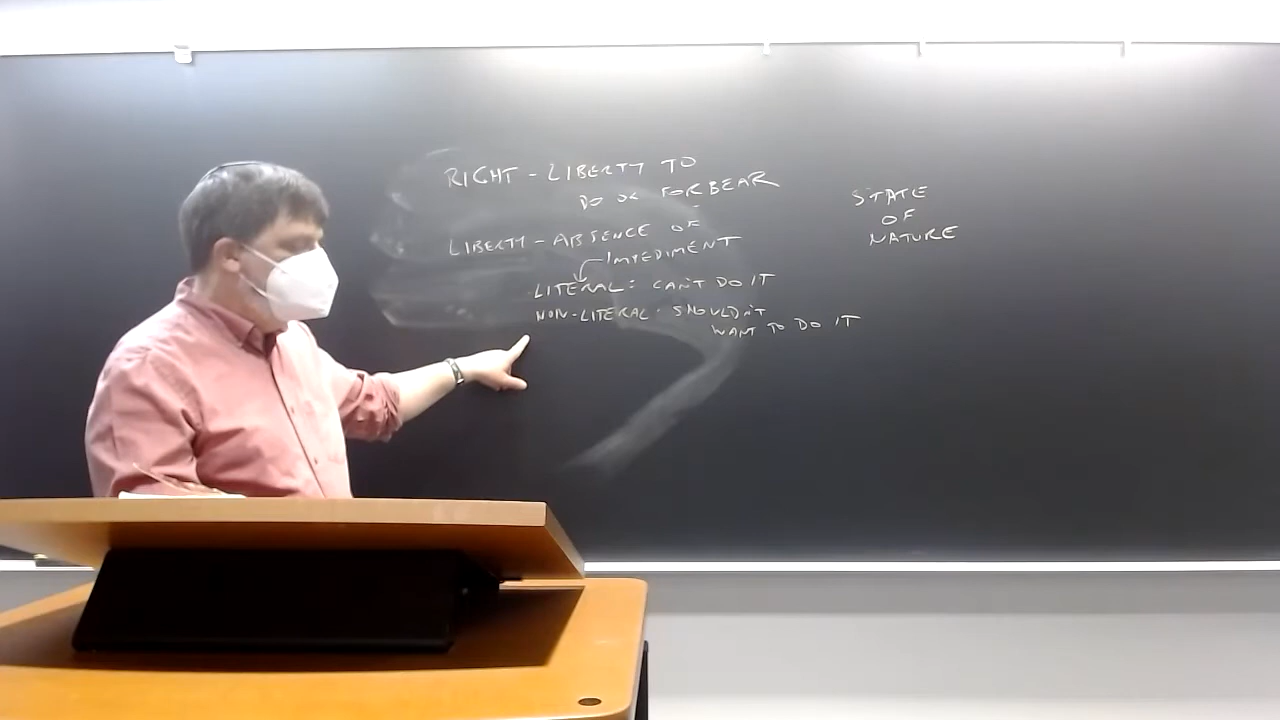 RIGHT - LIBERTY TO
DO OR FORBEAR
LIBERTY - ABSENCE OF
IMPEDIMENT
LITERAL: CAN'T DO IT
NON-LITERAL: SHOULDN'T
WANT TO DO IT
STATE
OF
NATURE